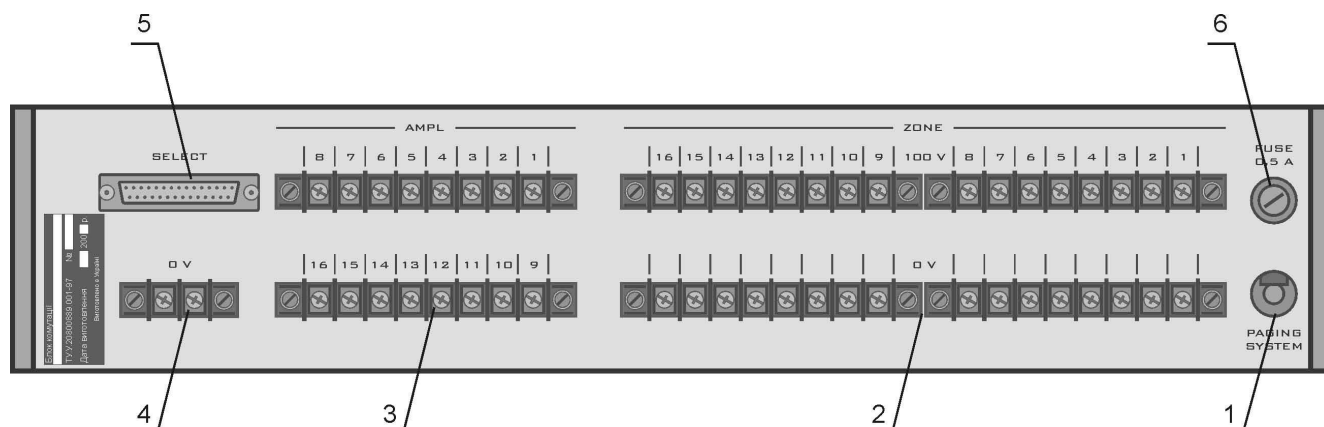 5
6
AMPL
ZONE
SELECT
8 7 6 5 4 3 2 1
16 15 14 13 12 11 10 9 100 V 8 7 6 5 4 3 2 1
FUSE
0,5 A
Блок комутації
ТУ У.20800889.001-97 №
Дата виготовлення 200 р.
Виготовлено в Україні
0 V
16 15 14 13 12 11 10 9
0 V
PAGING
SYSTEM
4
3
2
1